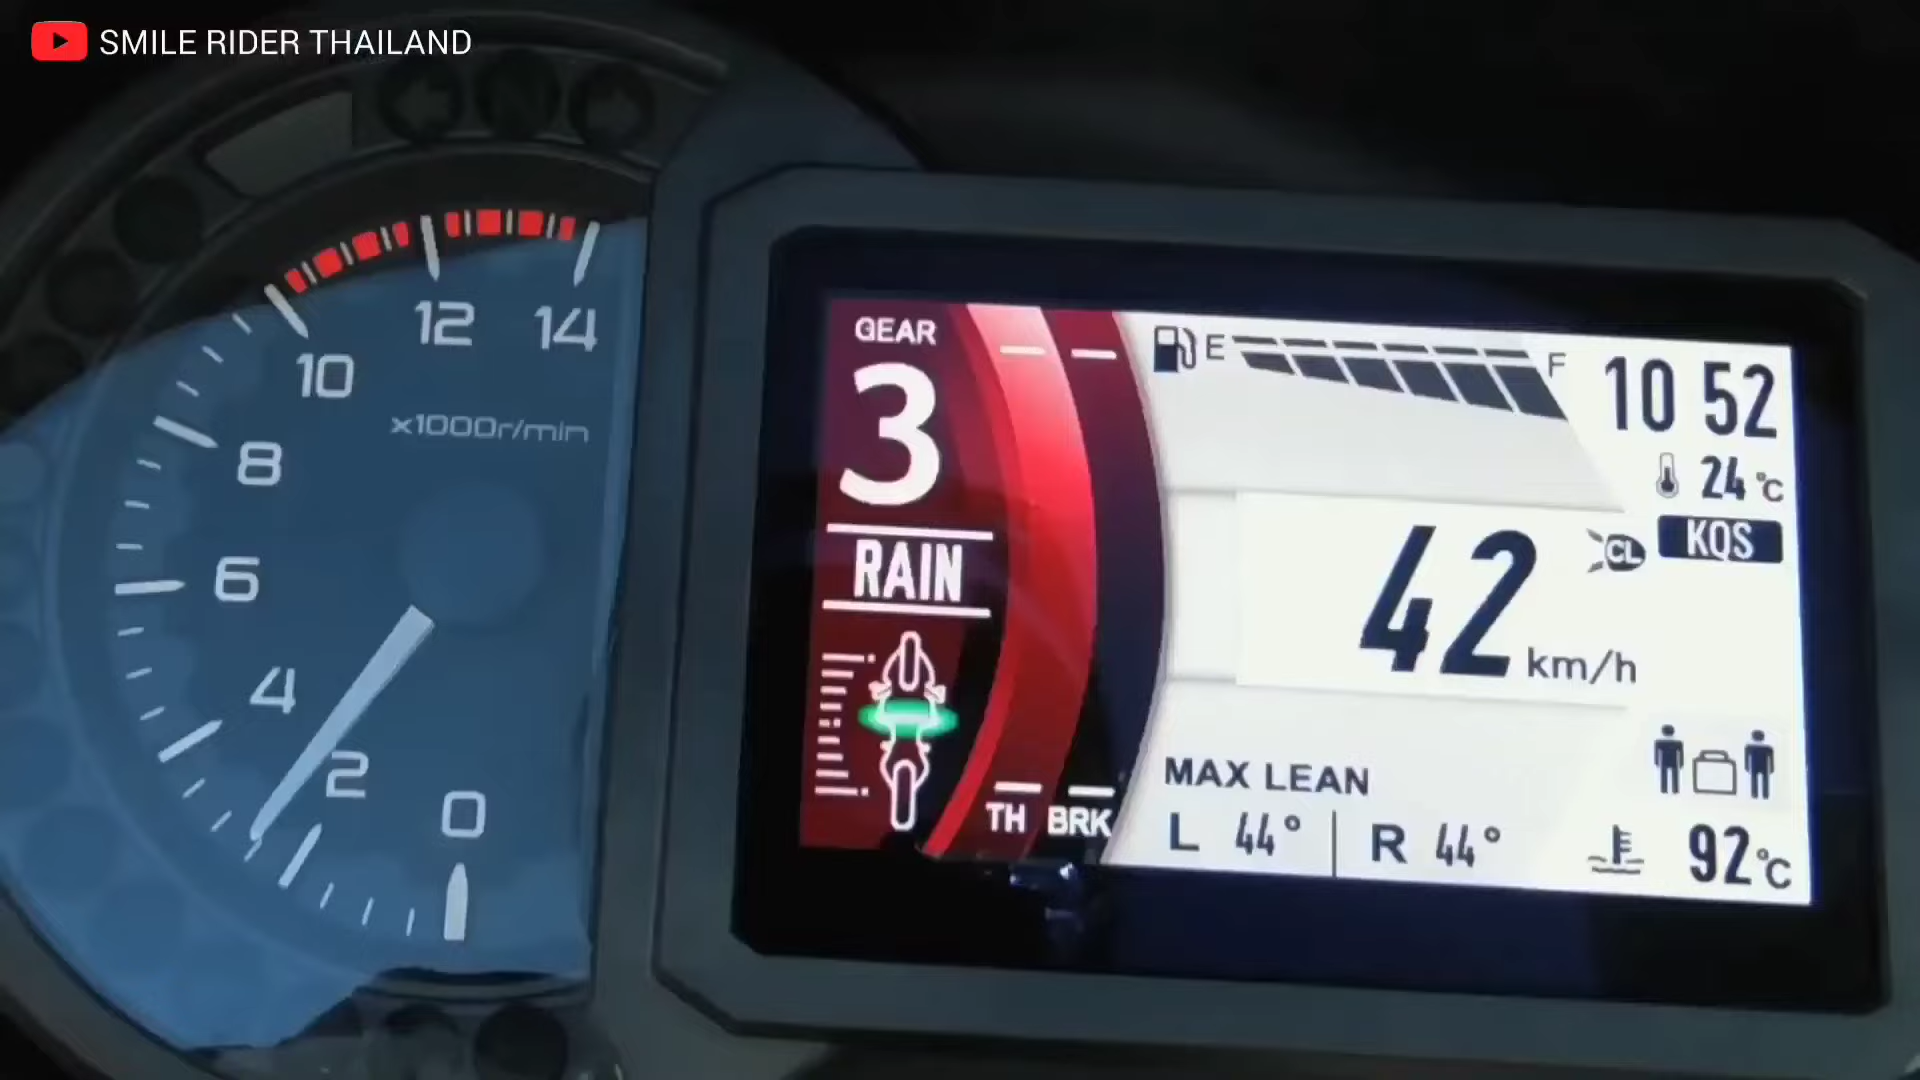 SMILE RIDER THAILAND
N
14
12
10
x1000r/min
8
6
4
2
0
GEAR
3
RAIN
TH BRK
E F
10 52
24 °C
KQS
CL
42 km/h
MAX LEAN
L 44° R 44°
92 °C